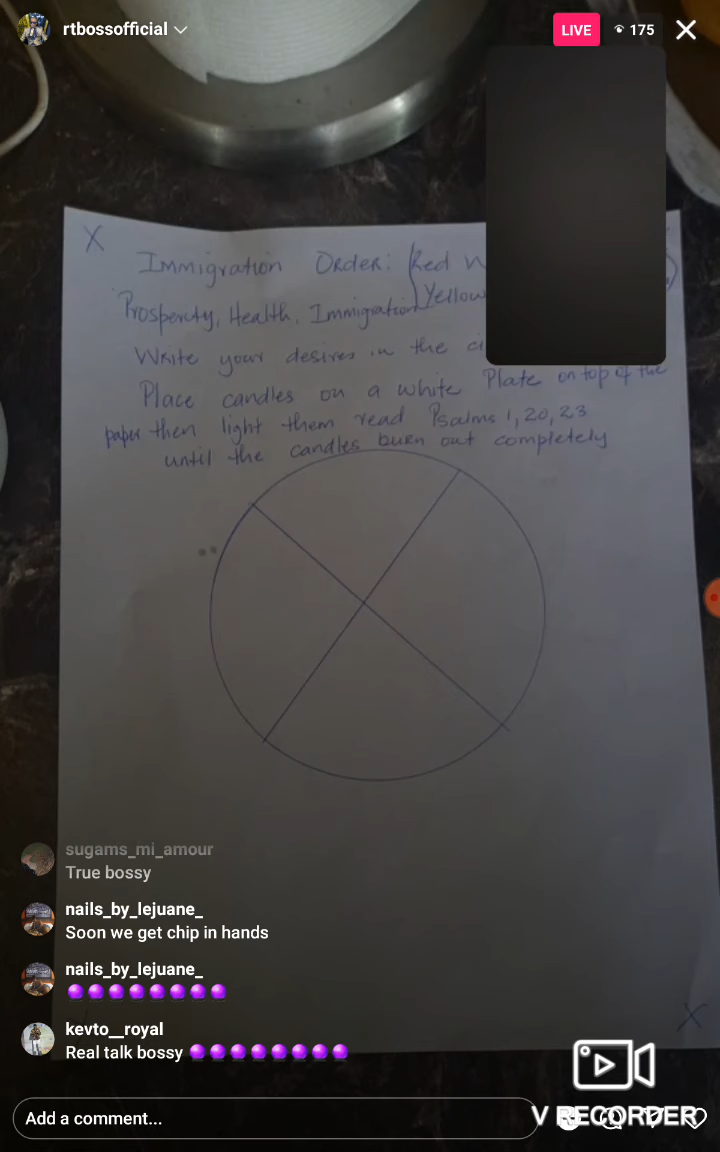 rtbossofficial
LIVE 175
X
Immigration Order: (Red
Prosperity, Health, Immigration Yellow
Write your desires in the
Place candles on a white Plate on top of the
paper then light them read Psalms 1, 20, 23
until the candles burn out completely
sugams_mi_amour
True bossy
nails_by_lejuane_
Soon we get chip in hands
nails_by_lejuane_
kevto__royal
Real talk bossy
X
Add a comment...
V RECORDER